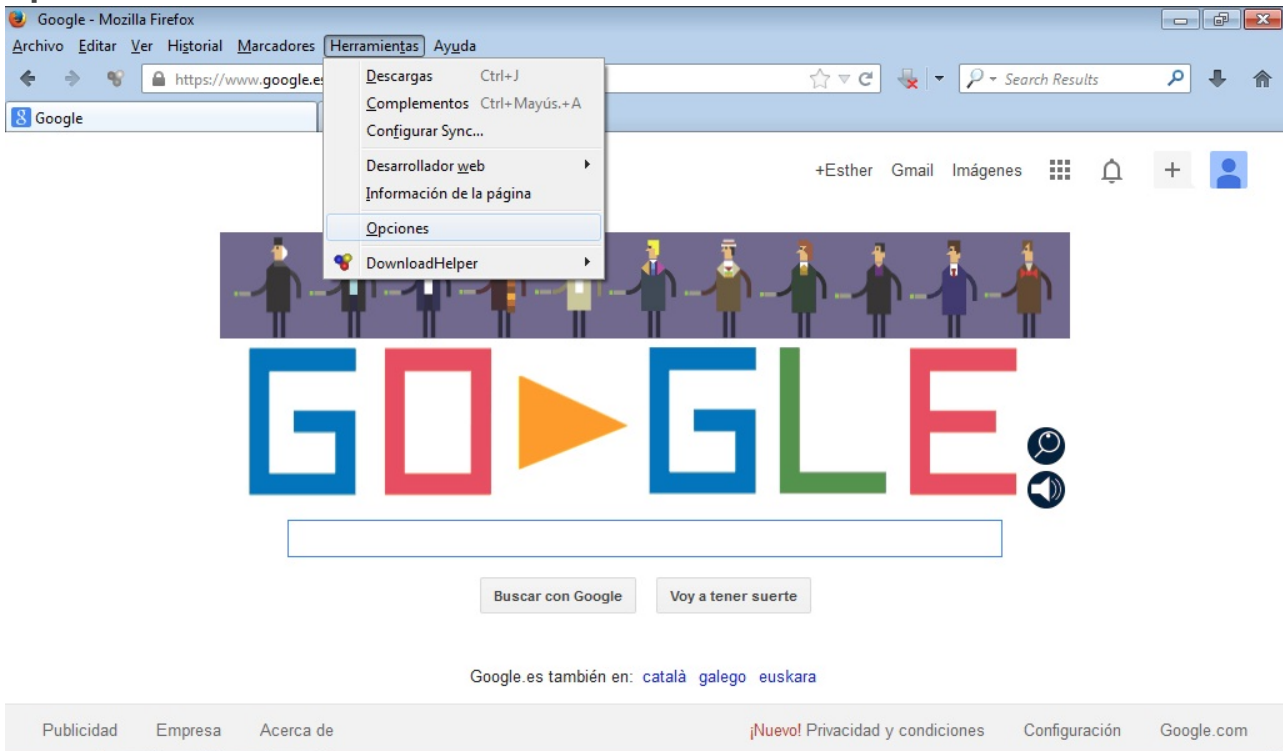 Google - Mozilla Firefox
Archivo Editar Ver Historial Marcadores Herramientas Ayuda
https://www.google.es
Search Results
Google
Descargas Ctrl+J
Complementos Ctrl+Mayús.+A
Configurar Sync...
Desarrollador web
Información de la página
Opciones
DownloadHelper
+Esther Gmail Imágenes
GOGLE
Buscar con Google Voy a tener suerte
Google.es también en: català galego euskara
Publicidad Empresa Acerca de ¡Nuevo! Privacidad y condiciones Configuración Google.com